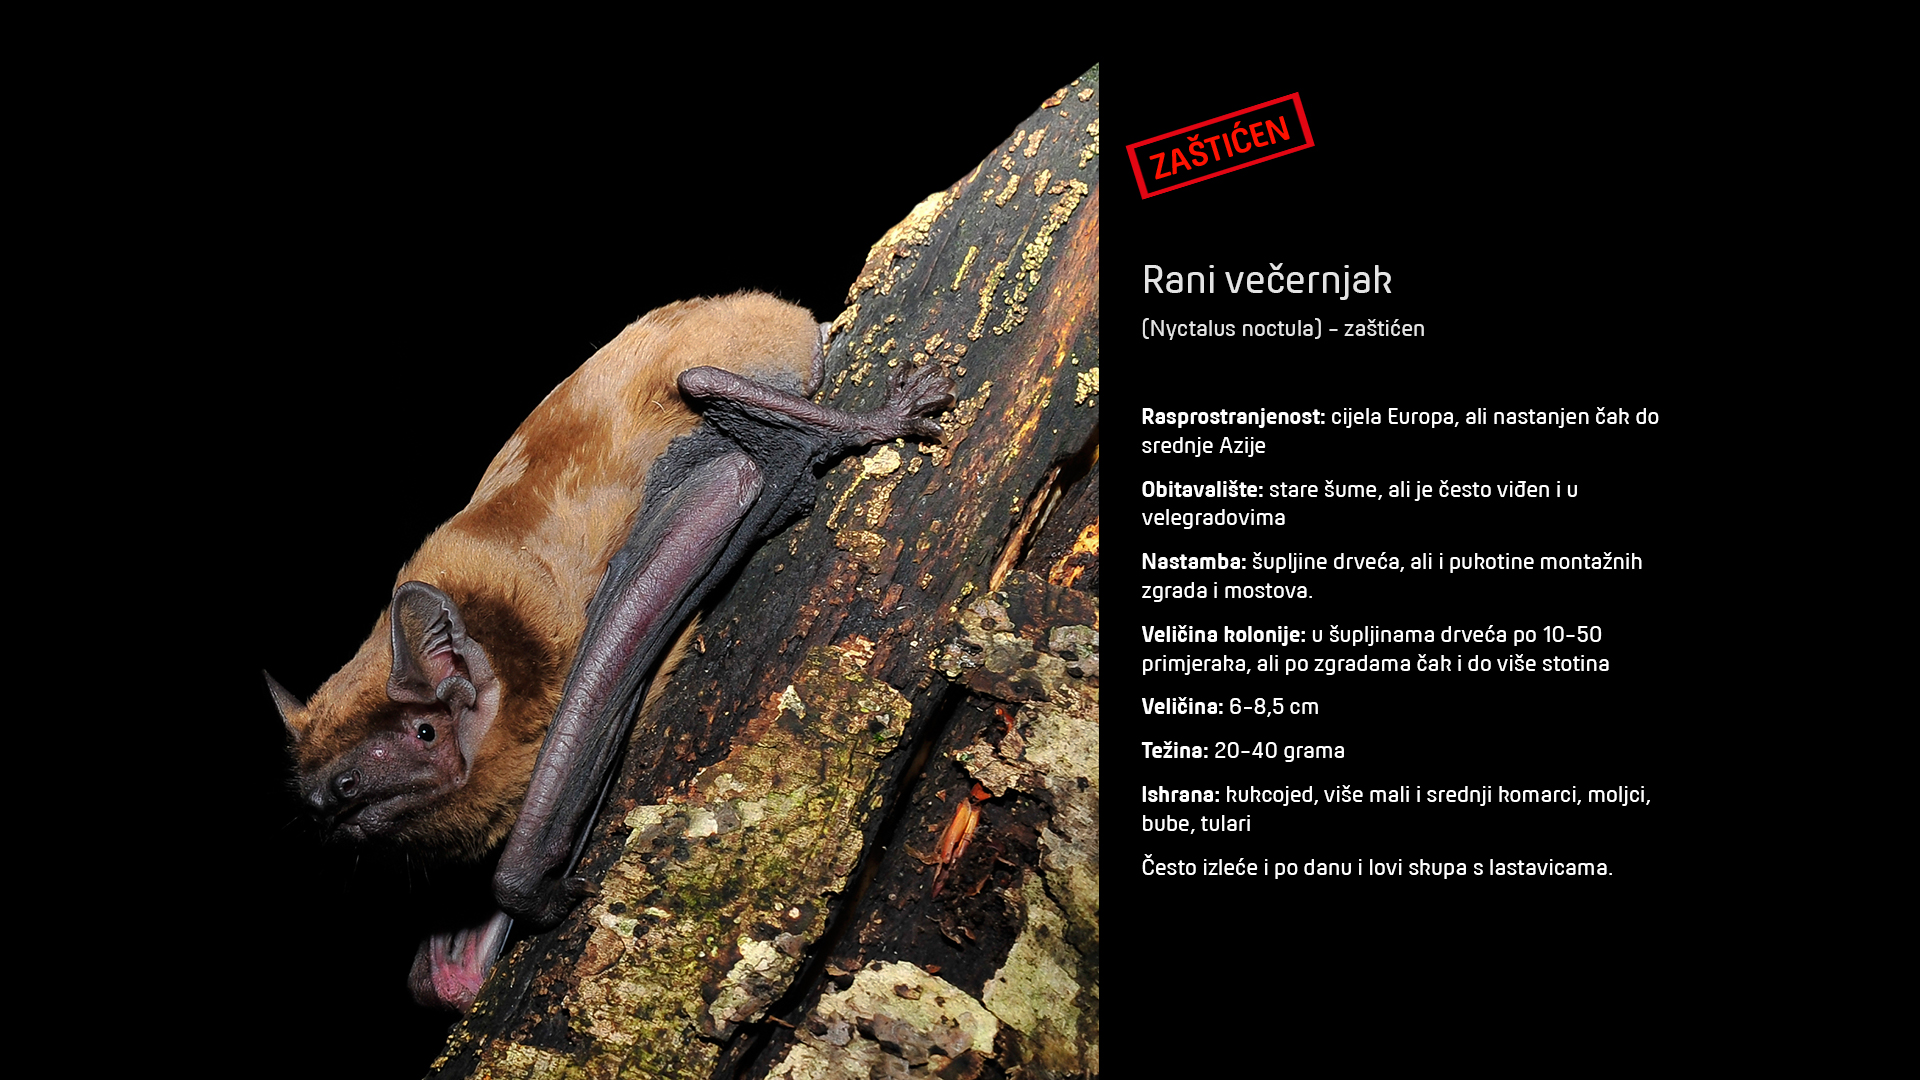 ZAŠTIĆEN
Rani večernjak
(Nyctalus noctula) - zaštićen
Rasprostranjenost: cijela Europa, ali nastanjen čak do
srednje Azije
Obitavalište: stare šume, ali je često viđen i u
velegradovima
Nastamba: šupljine drveća, ali i pukotine montažnih
zgrada i mostova.
Veličina kolonije: u šupljinama drveća po 10-50
primjeraka, ali po zgradama čak i do više stotina
Veličina: 6-8,5 cm
Težina: 20-40 grama
Ishrana: kukcojed, više mali i srednji komarci, moljci,
bube, tulari
Često izleće i po danu i lovi skupa s lastavicama.